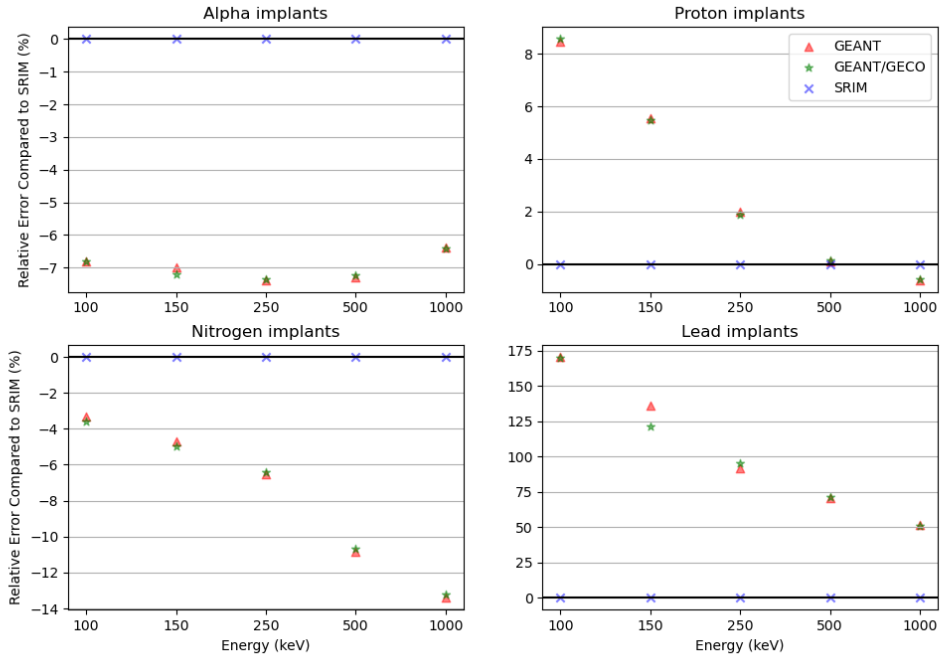 Alpha implants
Relative Error Compared to SRIM (%)
0
−1
−2
−3
−4
−5
−6
−7
100 150 250 500 1000
Proton implants
8
6
4
2
0
GEANT
GEANT/GECO
SRIM
100 150 250 500 1000
Nitrogen implants
Relative Error Compared to SRIM (%)
0
−2
−4
−6
−8
−10
−12
−14
100 150 250 500 1000
Energy (keV)
Lead implants
175
150
125
100
75
50
25
0
100 150 250 500 1000
Energy (keV)